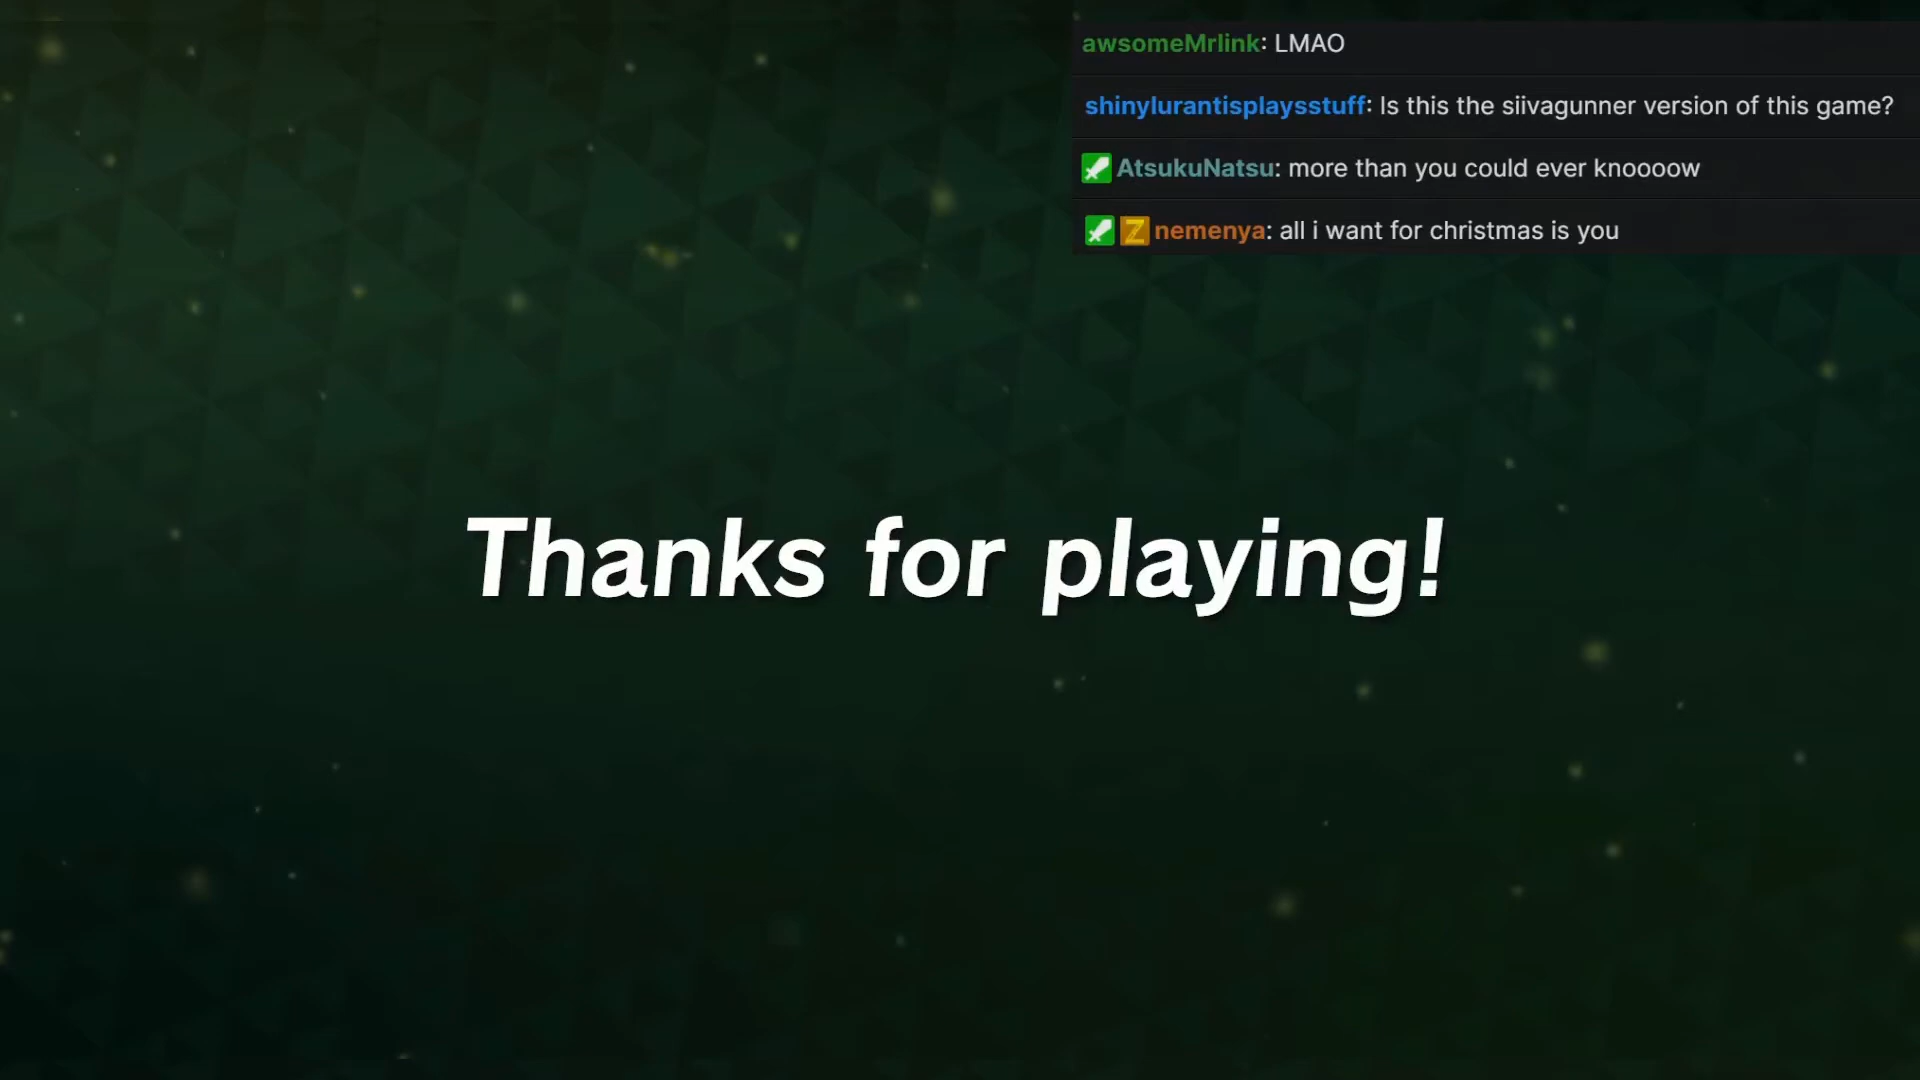 awsomeMrlink: LMAO
shinylurantisplaysstuff: Is this the siivagunner version of this game?
AtsukuNatsu: more than you could ever knoooow
Z nemenya: all i want for christmas is you
Thanks for playing!